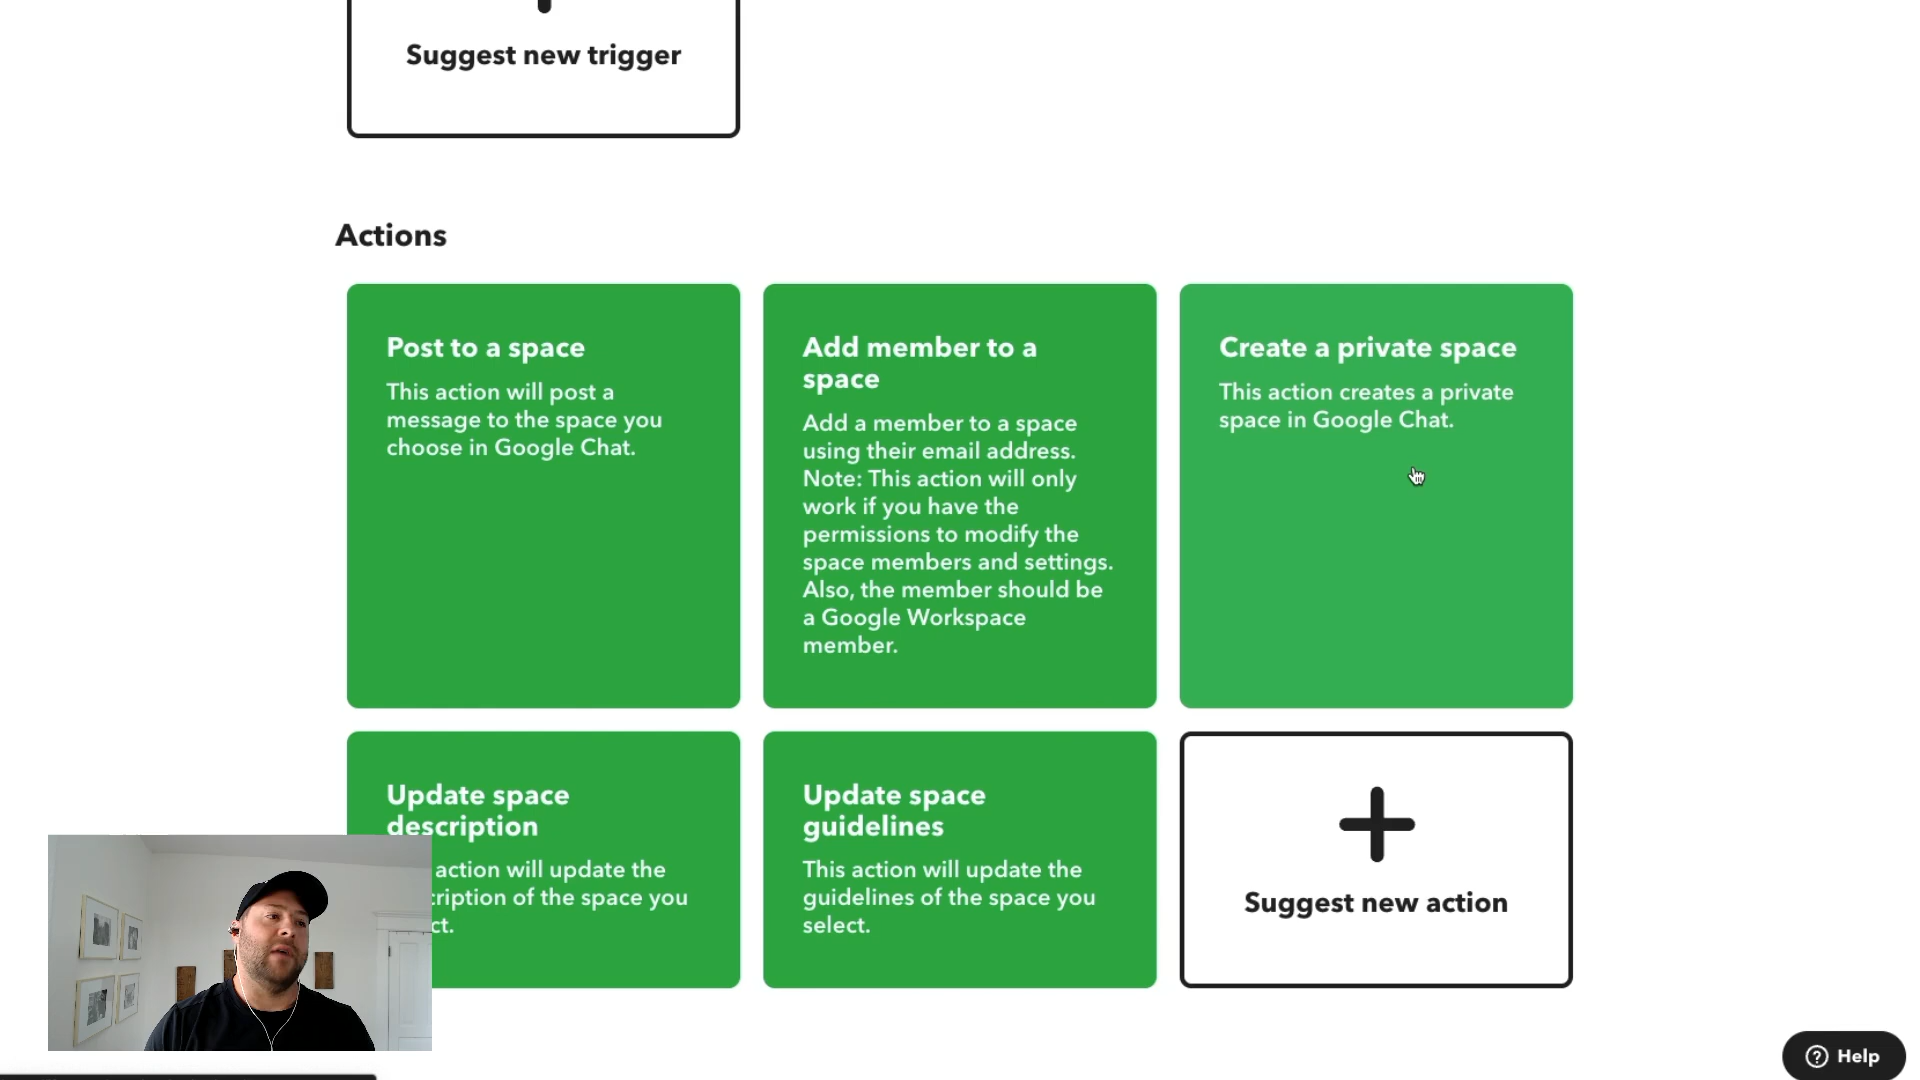 Suggest new trigger
Actions
Post to a space
This action will post a
message to the space you
choose in Google Chat.
Add member to a
space
Add a member to a space
using their email address.
Note: This action will only
work if you have the
permissions to modify the
space members and settings.
Also, the member should be
a Google Workspace
member.
Create a private space
This action creates a private
space in Google Chat.
Update space
description
action will update the
of the space you
Update space
guidelines
This action will update the
guidelines of the space you
select.
Suggest new action
Help